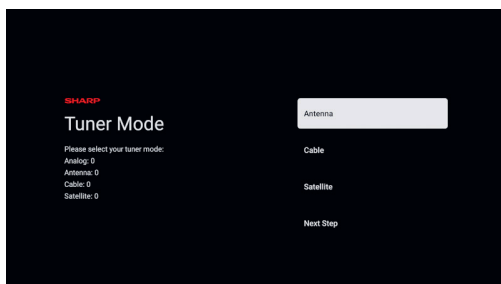 SHARP
Tuner Mode
Please select your tuner mode:
Analog: 0
Antenna: 0
Cable: 0
Satellite: 0
Antenna
Cable
Satellite
Next Step